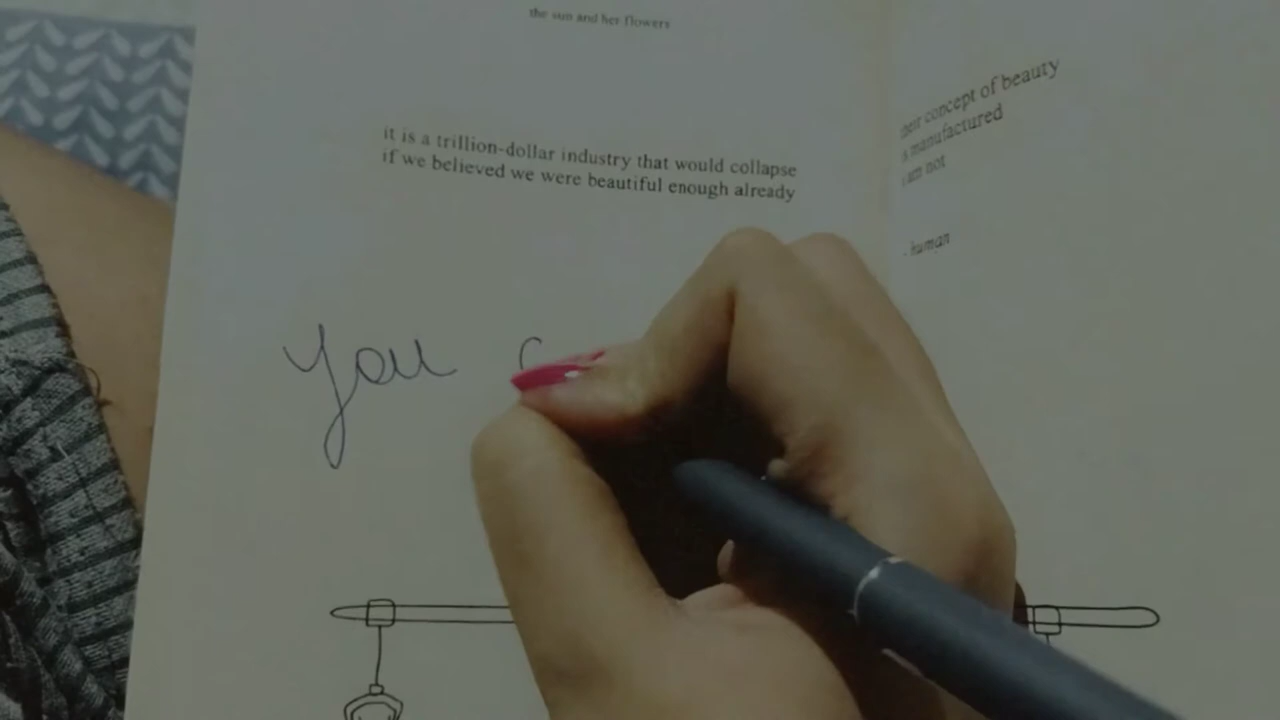 the sun and her flowers
it is a trillion-dollar industry that would collapse
if we believed we were beautiful enough already
you
their concept of beauty
is manufactured
i am not
- human